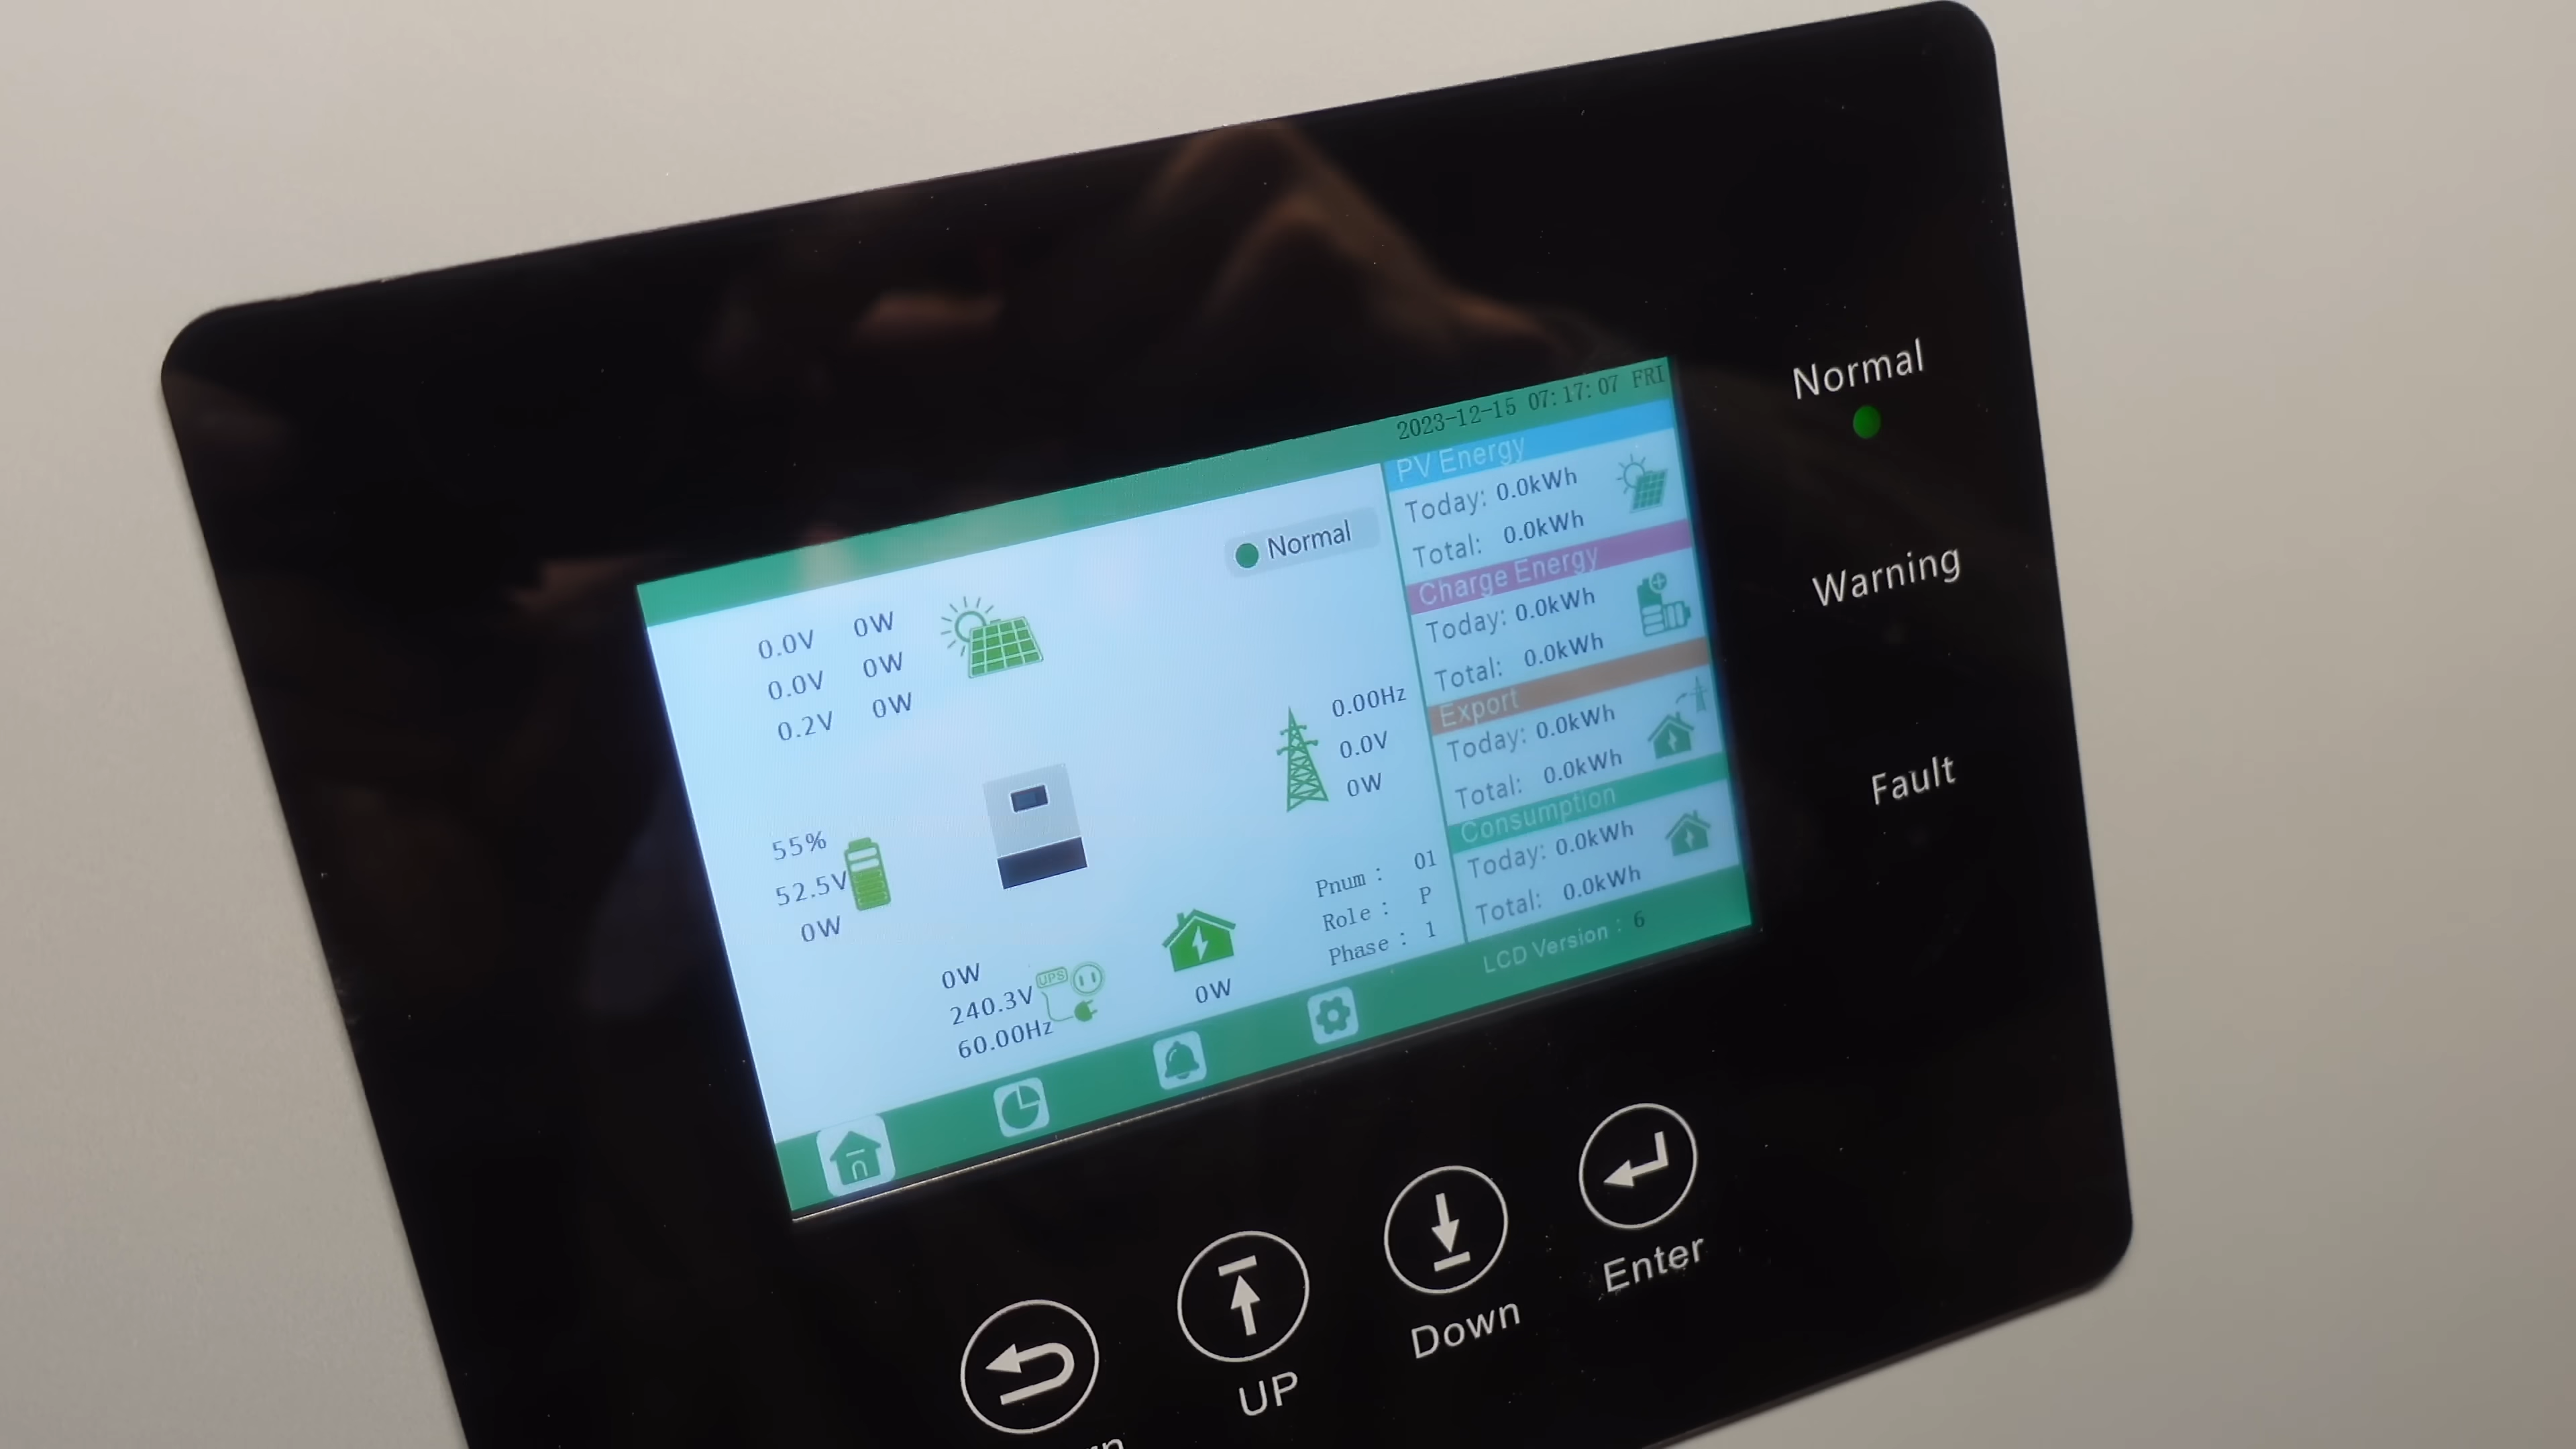 2023-12-15 07:17:07 FRI
Normal
0.0V 0W
0.0V 0W
0.2V 0W
0.00Hz
0.0V
0W
55%
52.5V
0W
0W
240.3V
60.00Hz
UPS
0W
Pnum : 01
Role : P
Phase : 1
PV Energy
Today: 0.0kWh
Total: 0.0kWh
Charge Energy
Today: 0.0kWh
Total: 0.0kWh
Export
Today: 0.0kWh
Total: 0.0kWh
Consumption
Today: 0.0kWh
Total: 0.0kWh
LCD Version : 6
Normal
Warning
Fault
UP
Down
Enter